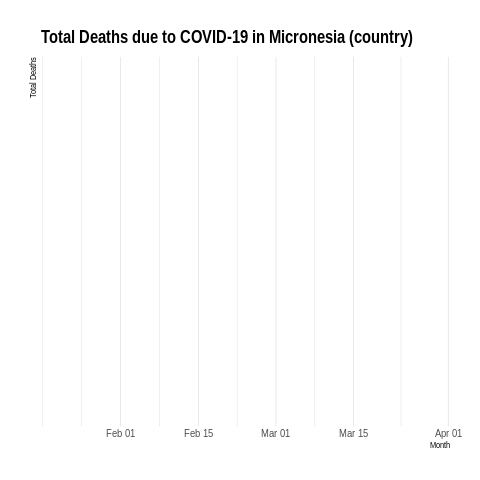 Total Deaths due to COVID-19 in Micronesia (country)
Total Deaths
Feb 01
Feb 15
Mar 01
Mar 15
Apr 01
Month